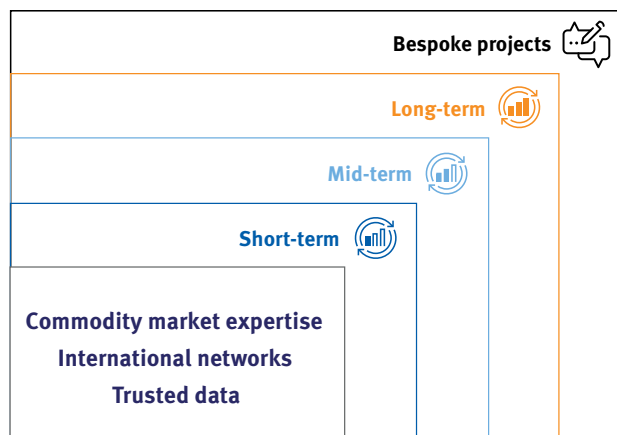 Bespoke projects
Long-term
Mid-term
Short-term
Commodity market expertise
International networks
Trusted data